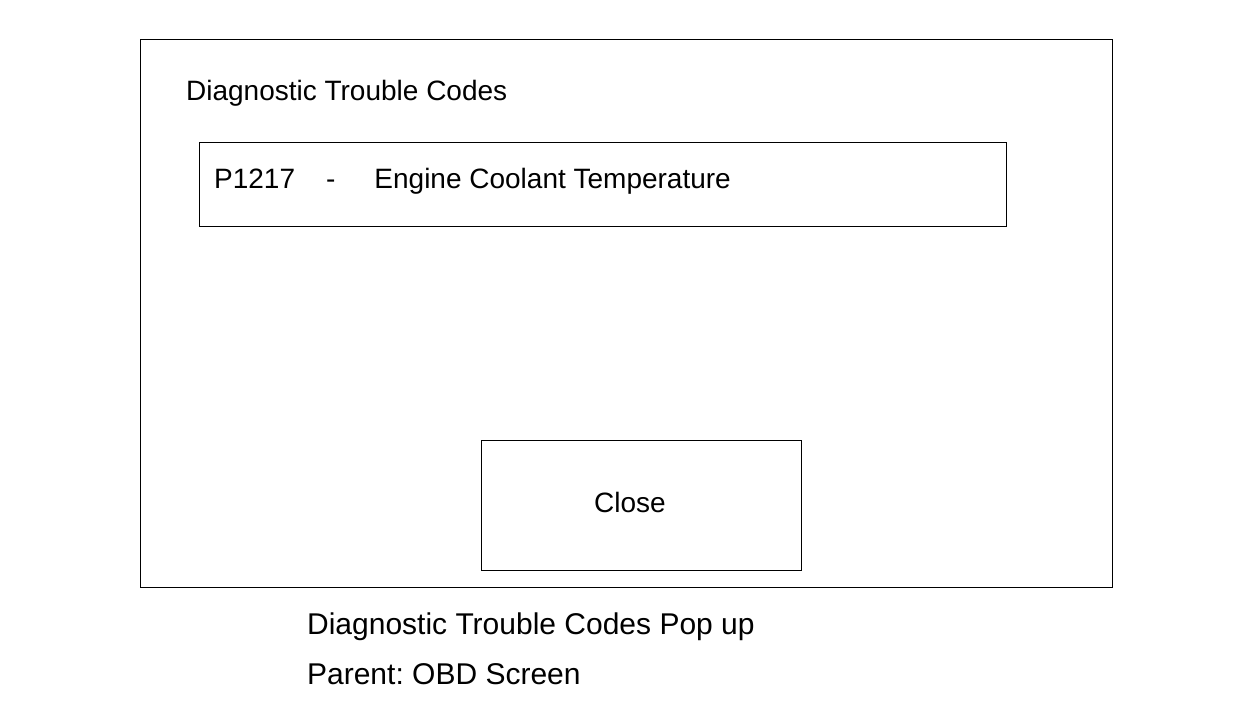 Diagnostic Trouble Codes
P1217 - Engine Coolant Temperature
Close
Diagnostic Trouble Codes Pop up
Parent: OBD Screen